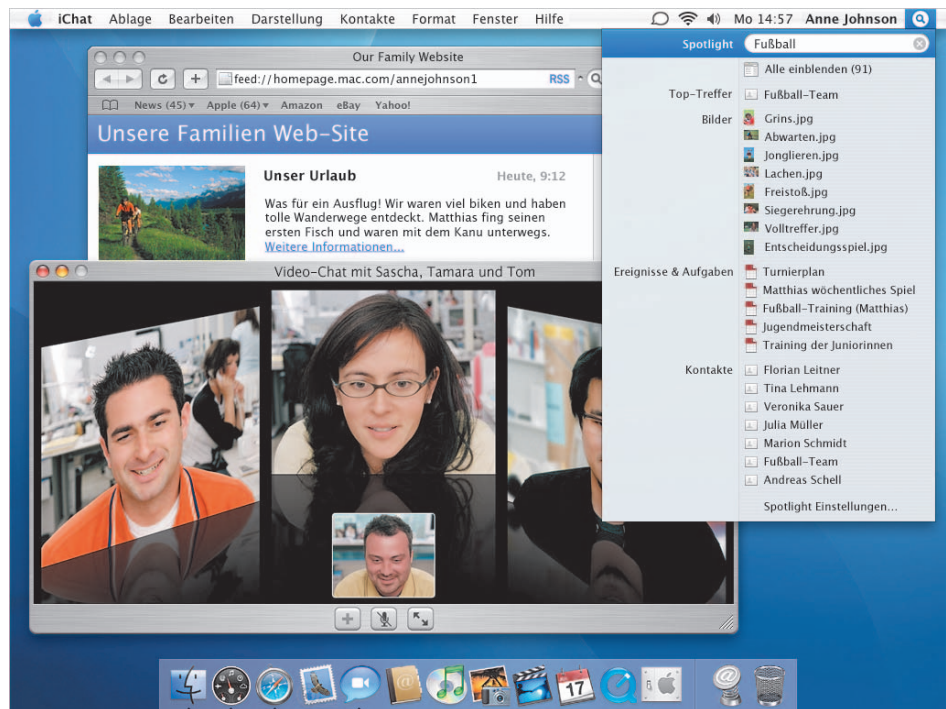 iChat Ablage Bearbeiten Darstellung Kontakte Format Fenster Hilfe Mo 14:57 Anne Johnson
Spotlight Fußball
Alle einblenden (91)
Top-Treffer Fußball-Team
Bilder Grins.jpg
Abwarten.jpg
Jonglieren.jpg
Lachen.jpg
Freistoß.jpg
Siegerehrung.jpg
Volltreffer.jpg
Entscheidungsspiel.jpg
Ereignisse & Aufgaben Turnierplan
Matthias wöchentliches Spiel
Fußball-Training (Matthias)
Jugendmeisterschaft
Training der Juniorinnen
Kontakte Florian Leitner
Tina Lehmann
Veronika Sauer
Julia Müller
Marion Schmidt
Fußball-Team
Andreas Schell
Spotlight Einstellungen...
Our Family Website
feed://homepage.mac.com/annejohnson1 RSS
News (45) Apple (64) Amazon eBay Yahoo!
Unsere Familien Web-Site
Unser Urlaub Heute, 9:12
Was für ein Ausflug! Wir waren viel biken und haben
tolle Wanderwege entdeckt. Matthias fing seinen
ersten Fisch und waren mit dem Kanu unterwegs.
Weitere Informationen...
Video-Chat mit Sascha, Tamara und Tom
17